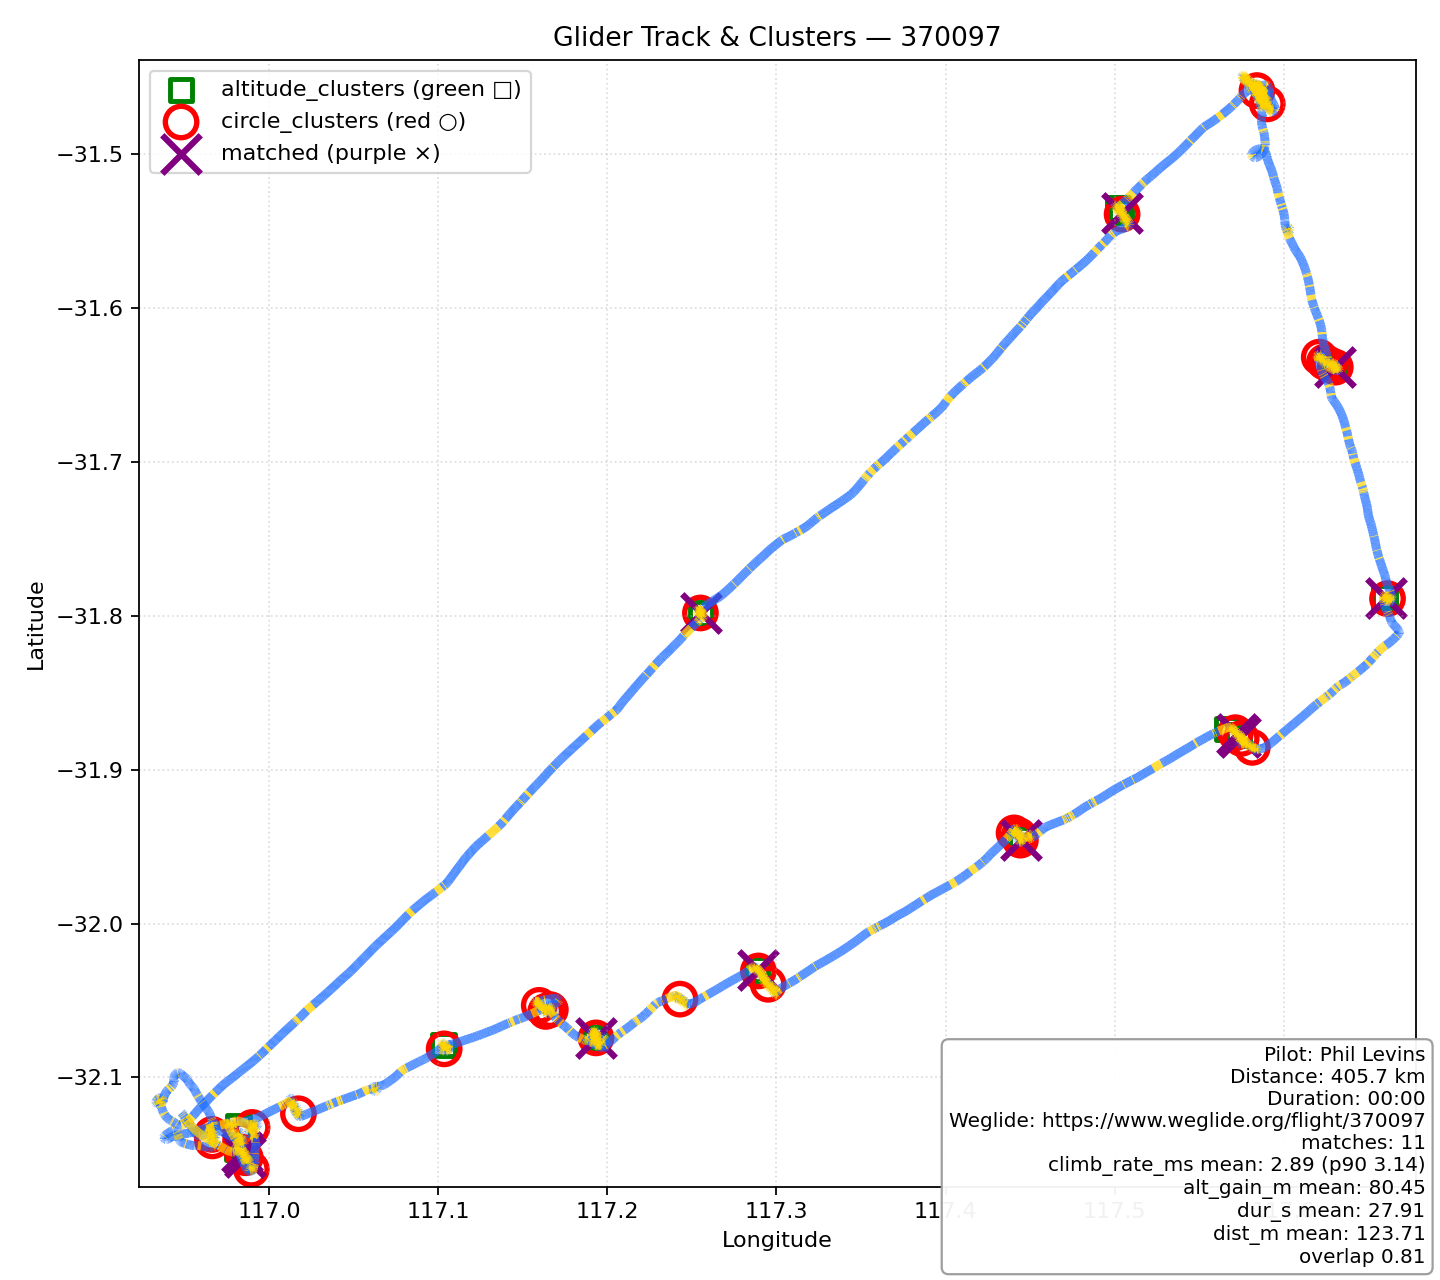 Glider Track & Clusters — 370097
altitude_clusters (green □)
circle_clusters (red ○)
matched (purple ×)
Latitude
−31.5
−31.6
−31.7
−31.8
−31.9
−32.0
−32.1
117.0
117.1
117.2
117.3
117.4
117.5
Longitude
Pilot: Phil Levins
Distance: 405.7 km
Duration: 00:00
Weglide: https://www.weglide.org/flight/370097
matches: 11
climb_rate_ms mean: 2.89 (p90 3.14)
alt_gain_m mean: 80.45
dur_s mean: 27.91
dist_m mean: 123.71
overlap 0.81